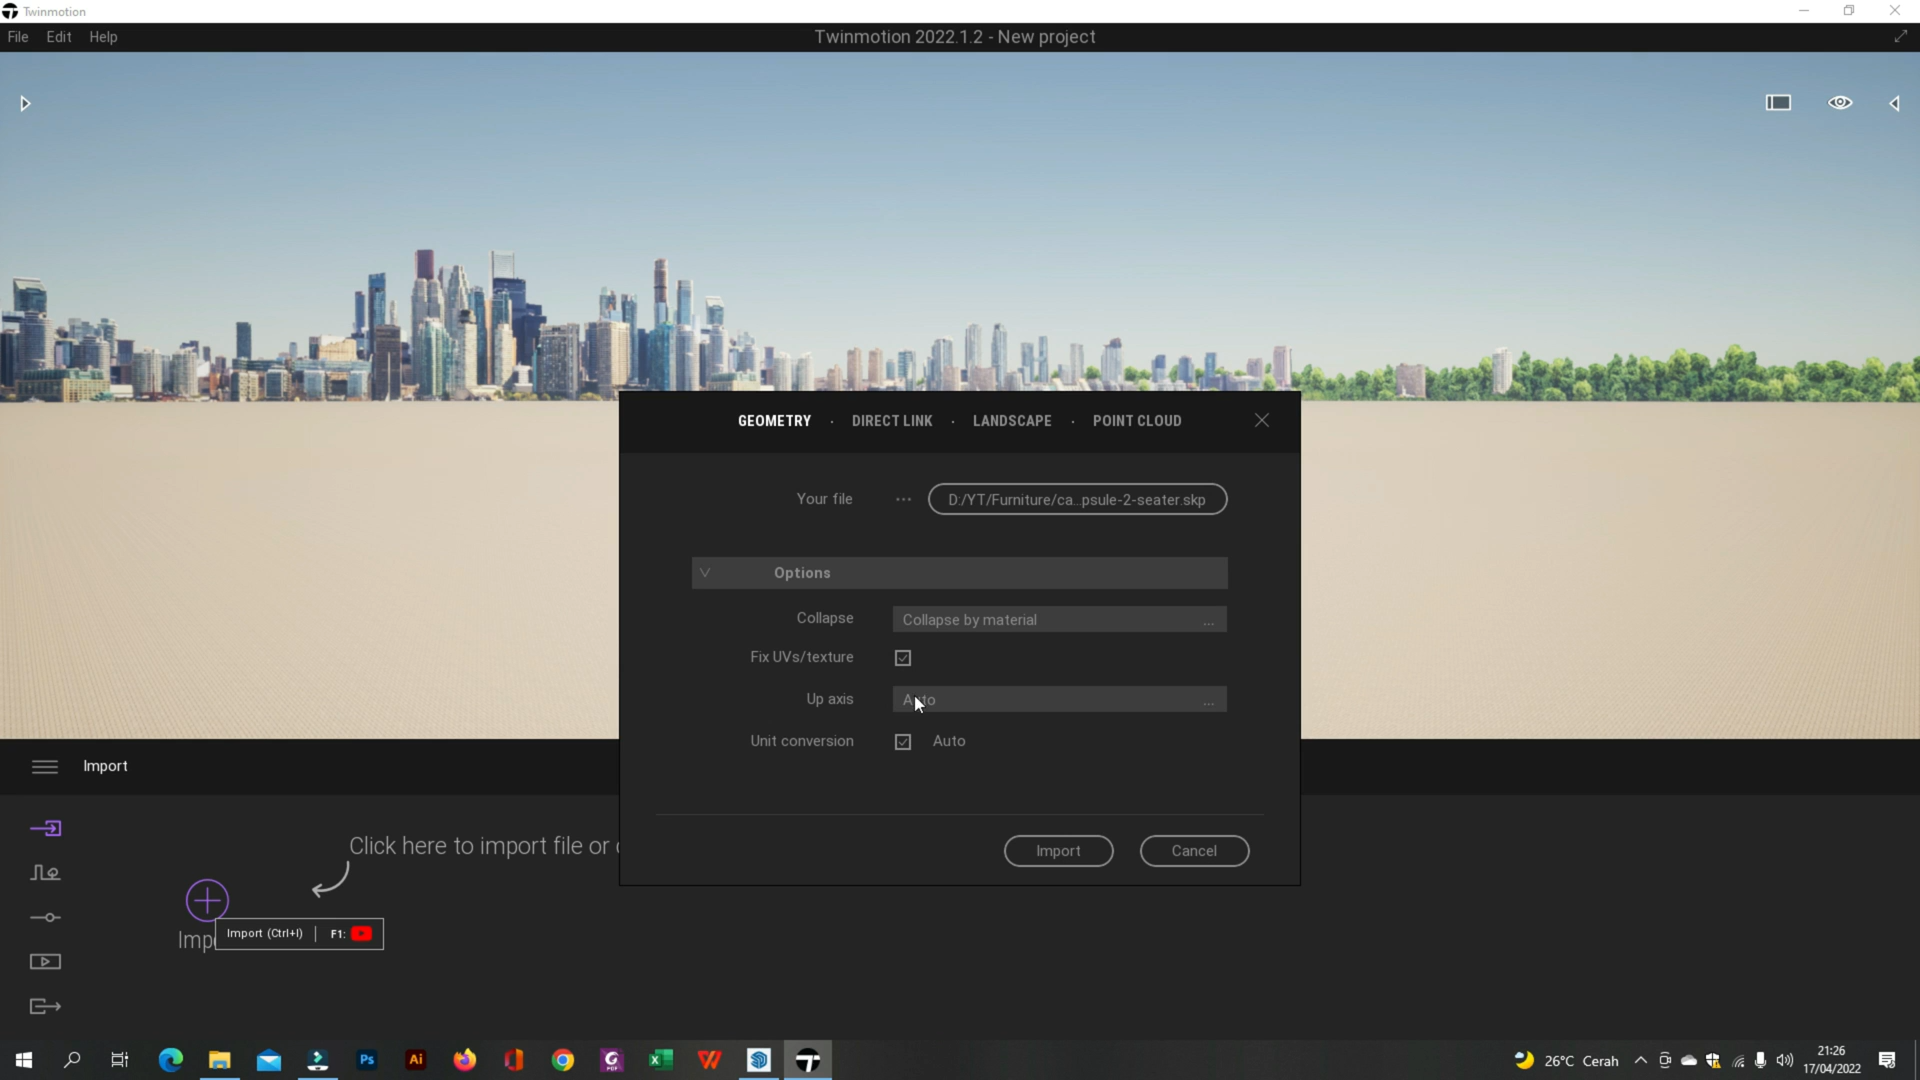 Twinmotion
File Edit Help
Twinmotion 2022.1.2 - New project
GEOMETRY · DIRECT LINK · LANDSCAPE · POINT CLOUD
Your file ... D:/YT/Furniture/ca...psule-2-seater.skp
Options
Collapse Collapse by material ...
Fix UVs/texture
Up axis Auto ...
Unit conversion Auto
Import Cancel
Import
Click here to import file or
Import (Ctrl+I) F1:
Ps
Ai
26°C Cerah
21:26
17/04/2022